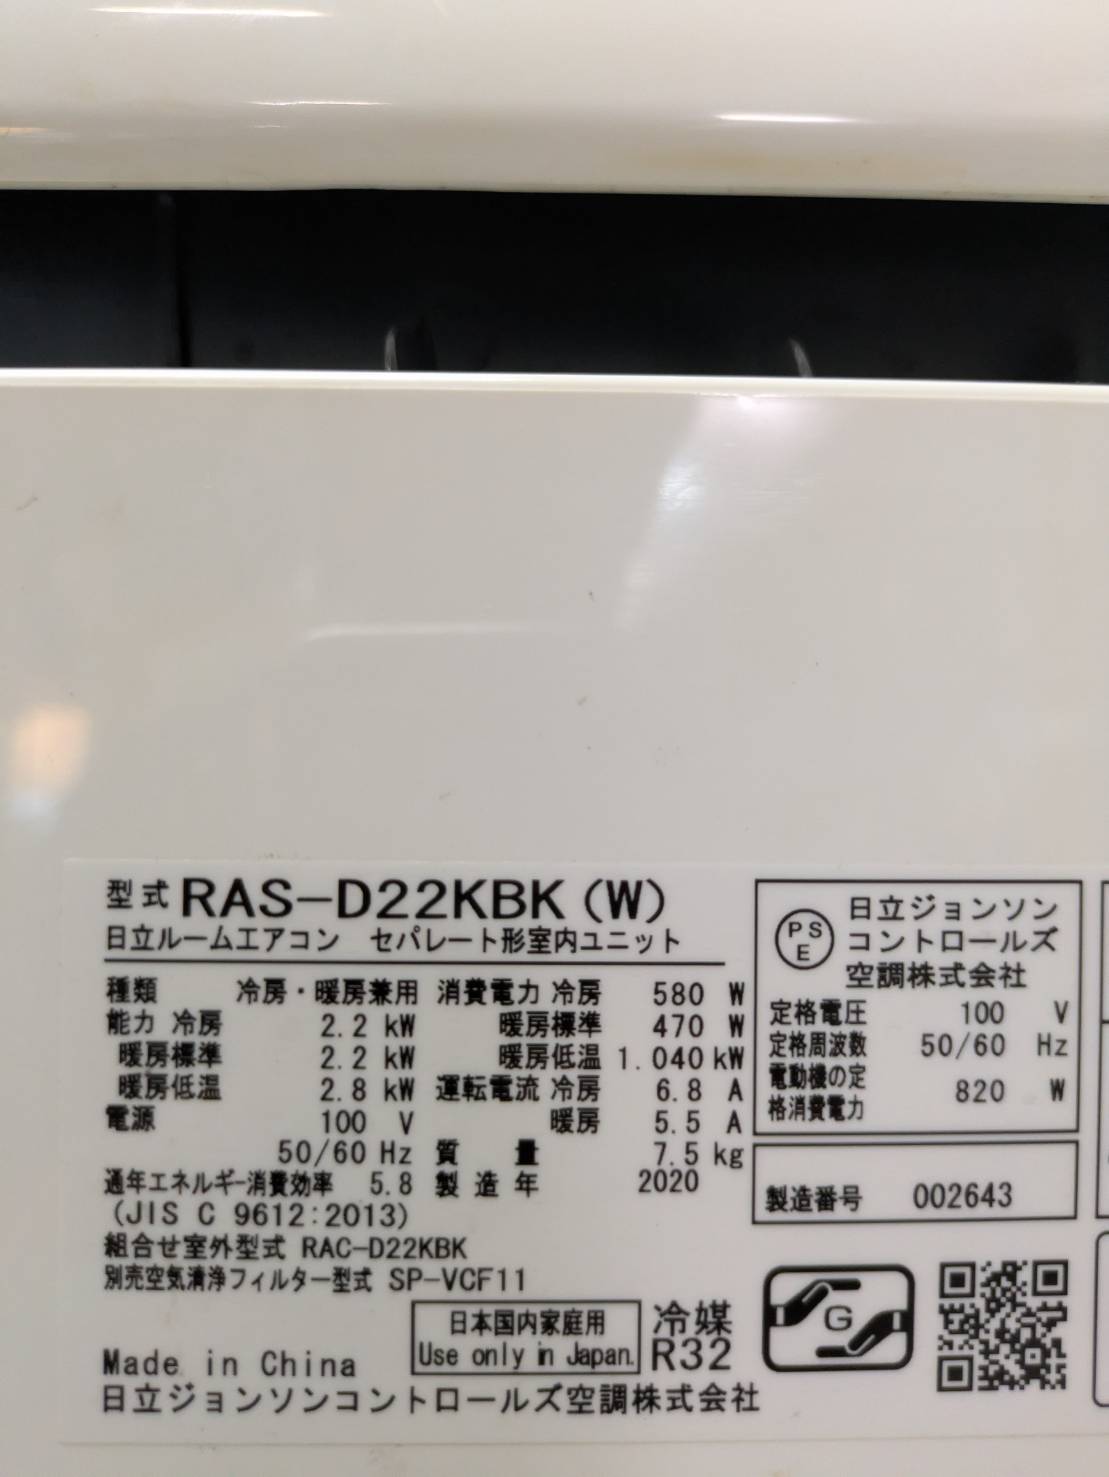 型式 RAS-D22KBK(W)
日立ルームエアコン セパレート形室内ユニット
種類 冷房・暖房兼用
能力 冷房 2.2 kW
暖房標準 2.2 kW
暖房低温 2.8 kW
電源 100 V
50/60 Hz
通年エネルギー消費効率 5.8
(JIS C 9612:2013)
消費電力 冷房 580 W
暖房標準 470 W
暖房低温 1.040 kW
運転電流 冷房 6.8 A
暖房 5.5 A
質量 7.5 kg
製造年 2020
組合せ室外型式 RAC-D22KBK
別売空気清浄フィルター型式 SP-VCF11
日本国内家庭用
Use only in Japan.
冷媒
R32
Made in China
日立ジョンソンコントロールズ空調株式会社
PS
E
日立ジョンソン
コントロールズ
空調株式会社
定格電圧 100 V
定格周波数 50/60 Hz
電動機の定
格消費電力 820 W
製造番号 002643
G